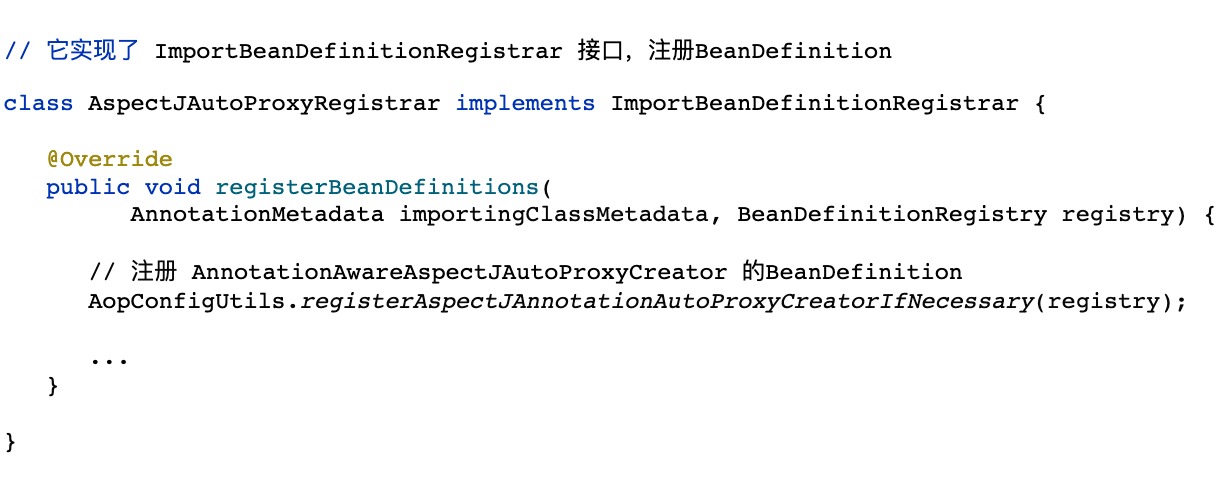 // 它实现了 ImportBeanDefinitionRegistrar 接口，注册BeanDefinition
class AspectJAutoProxyRegistrar implements ImportBeanDefinitionRegistrar {
@Override
public void registerBeanDefinitions(
AnnotationMetadata importingClassMetadata, BeanDefinitionRegistry registry) {
// 注册 AnnotationAwareAspectJAutoProxyCreator 的BeanDefinition
AopConfigUtils.registerAspectJAnnotationAutoProxyCreatorIfNecessary(registry);
...
}
}